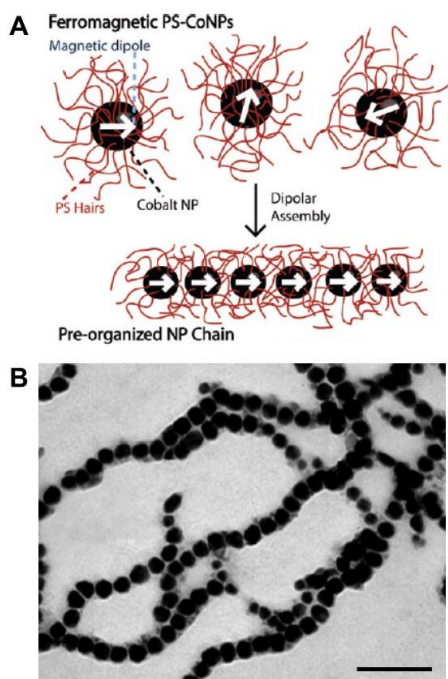 A
Ferromagnetic PS-CoNPs
Magnetic dipole
PS Hairs
Cobalt NP
Dipolar
Assembly
Pre-organized NP Chain
B